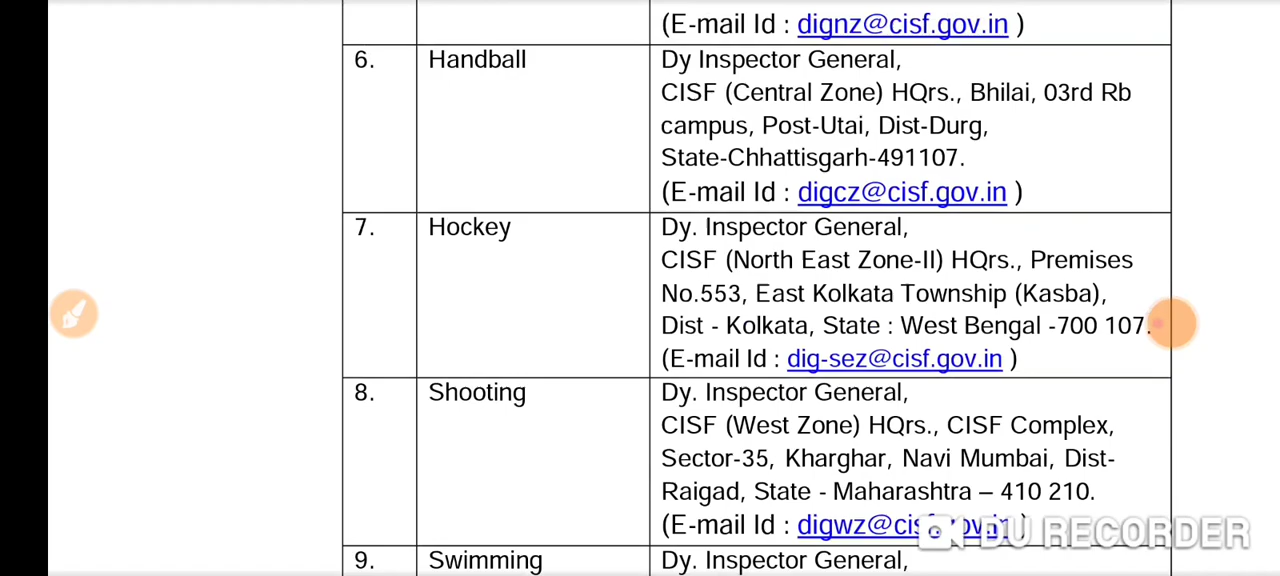 (E-mail Id : dignz@cisf.gov.in )
6. Handball Dy Inspector General,
CISF (Central Zone) HQrs., Bhilai, 03rd Rb
campus, Post-Utai, Dist-Durg,
State-Chhattisgarh-491107.
(E-mail Id : digcz@cisf.gov.in )
7. Hockey Dy. Inspector General,
CISF (North East Zone-II) HQrs., Premises
No.553, East Kolkata Township (Kasba),
Dist - Kolkata, State : West Bengal -700 107.
(E-mail Id : dig-sez@cisf.gov.in )
8. Shooting Dy. Inspector General,
CISF (West Zone) HQrs., CISF Complex,
Sector-35, Kharghar, Navi Mumbai, Dist-
Raigad, State - Maharashtra – 410 210.
(E-mail Id : digwz@cisf.gov.in )
DU RECORDER
9. Swimming Dy. Inspector General,